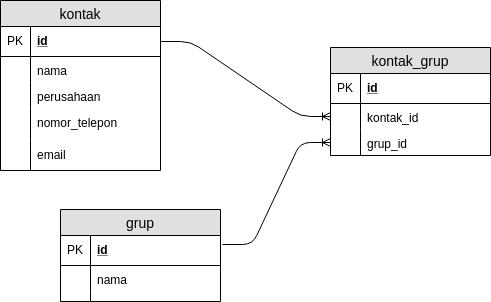 kontak
PK id
nama
perusahaan
nomor_telepon
email
kontak_grup
PK id
kontak_id
grup_id
grup
PK id
nama